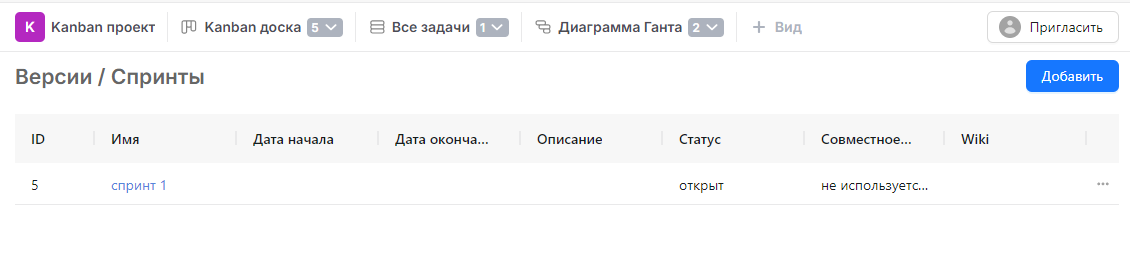 K Kanban проект Kanban доска 5 Все задачи 1 Диаграмма Ганта 2 + Вид Пригласить
Версии / Спринты Добавить
ID Имя Дата начала Дата оконча... Описание Статус Совместное... Wiki
5 спринт 1 открыт не используетс... ...